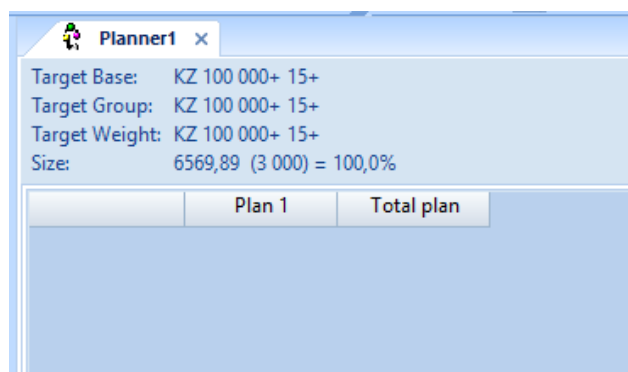 Planner1
Target Base: KZ 100 000+ 15+
Target Group: KZ 100 000+ 15+
Target Weight: KZ 100 000+ 15+
Size: 6569,89 (3 000) = 100,0%
Plan 1 Total plan